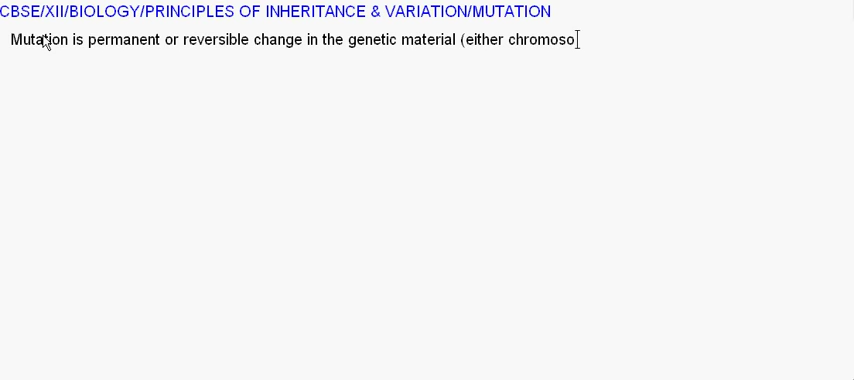 CBSE/XII/BIOLOGY/PRINCIPLES OF INHERITANCE & VARIATION/MUTATION
Mutation is permanent or reversible change in the genetic material (either chromoso